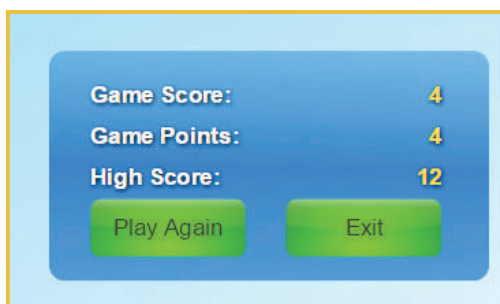 Game Score: 4
Game Points: 4
High Score: 12
Play Again Exit